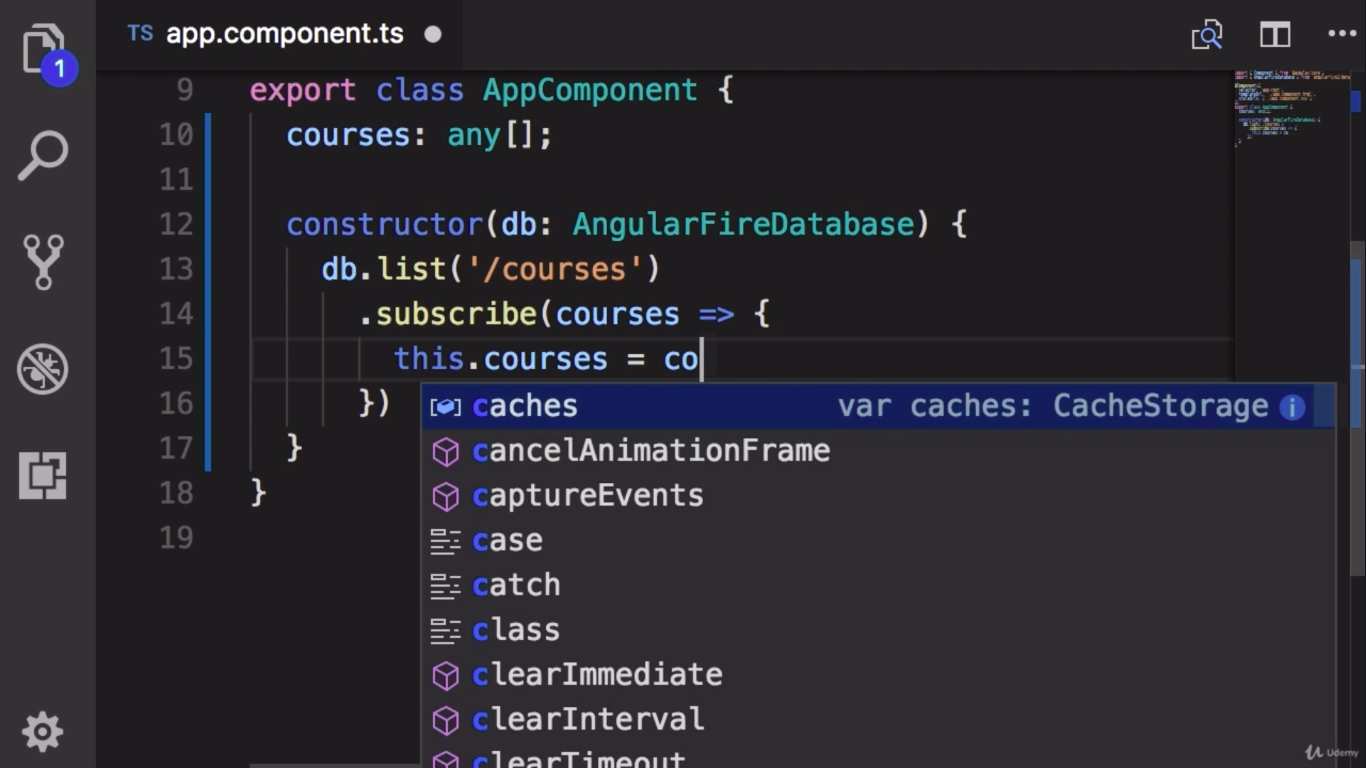 1
TS app.component.ts
9 export class AppComponent {
10 courses: any[];
11
12 constructor(db: AngularFireDatabase) {
13 db.list('/courses')
14 .subscribe(courses => {
15 this.courses = co
16 })
17 }
18 }
19
caches var caches: CacheStorage
cancelAnimationFrame
captureEvents
case
catch
class
clearImmediate
clearInterval
clearTimeout
Udemy